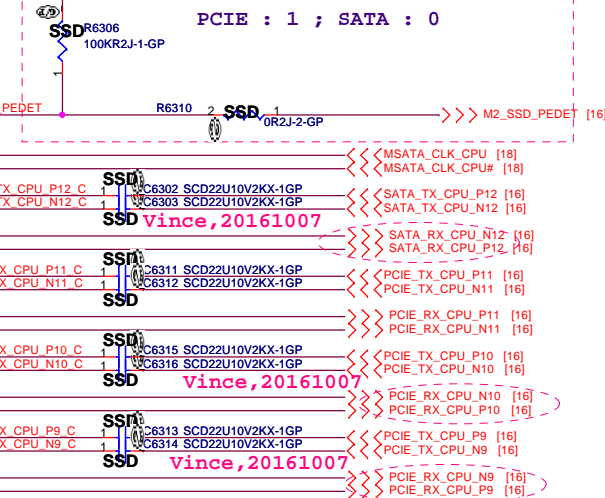 PCIE : 1 ; SATA : 0
SSD R6306
100KR2J-1-GP
1
PEDET R6310 2 SSD 1 M2_SSD_PEDET [16]
0R2J-2-GP
MSATA_CLK_CPU [18]
MSATA_CLK_CPU# [18]
SSD
TX_CPU_P12_C 1 C6302 SCD22U10V2KX-1GP SATA_TX_CPU_P12 [16]
TX_CPU_N12_C 1 C6303 SCD22U10V2KX-1GP SATA_TX_CPU_N12 [16]
SSD Vince,20161007
SATA_RX_CPU_N12 [16]
SATA_RX_CPU_P12 [16]
SSD
X_CPU_P11_C 1 C6311 SCD22U10V2KX-1GP PCIE_TX_CPU_P11 [16]
X_CPU_N11_C 1 C6312 SCD22U10V2KX-1GP PCIE_TX_CPU_N11 [16]
SSD
PCIE_RX_CPU_P11 [16]
PCIE_RX_CPU_N11 [16]
SSD
X_CPU_P10_C 1 C6315 SCD22U10V2KX-1GP PCIE_TX_CPU_P10 [16]
X_CPU_N10_C 1 C6316 SCD22U10V2KX-1GP PCIE_TX_CPU_N10 [16]
SSD Vince,20161007
PCIE_RX_CPU_N10 [16]
PCIE_RX_CPU_P10 [16]
SSD
X_CPU_P9_C 1 C6313 SCD22U10V2KX-1GP PCIE_TX_CPU_P9 [16]
X_CPU_N9_C 1 C6314 SCD22U10V2KX-1GP PCIE_TX_CPU_N9 [16]
SSD Vince,20161007
PCIE_RX_CPU_N9 [16]
PCIE_RX_CPU_P9 [16]